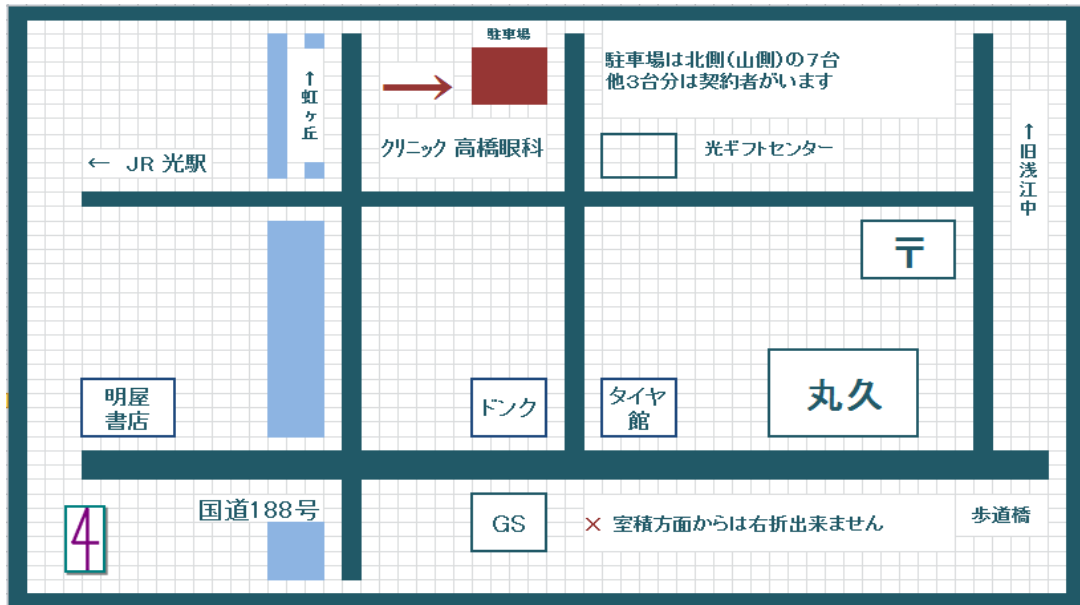 駐車場
駐車場は北側(山側)の7台
他3台分は契約者がいます
↑虹ヶ丘
クリニック 高橋眼科
光ギフトセンター
← JR 光駅
↑旧浅江中
〒
明屋
書店
ドンク
タイヤ
館
丸久
国道188号
GS
× 室積方面からは右折出来ません
歩道橋
4